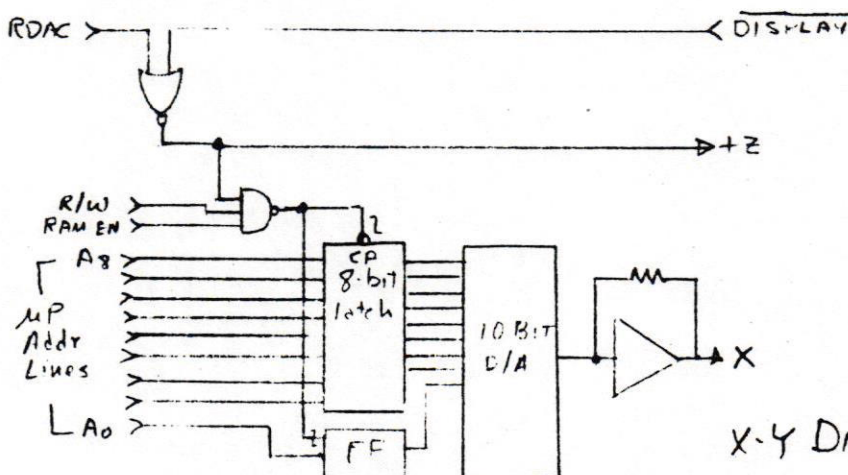 RDAC
DISPLAY
+Z
R/W
RAM EN
A8
CP
8-bit
latch
μP
Addr
Lines
10 BIT
D/A
X
A0
FF
X-Y